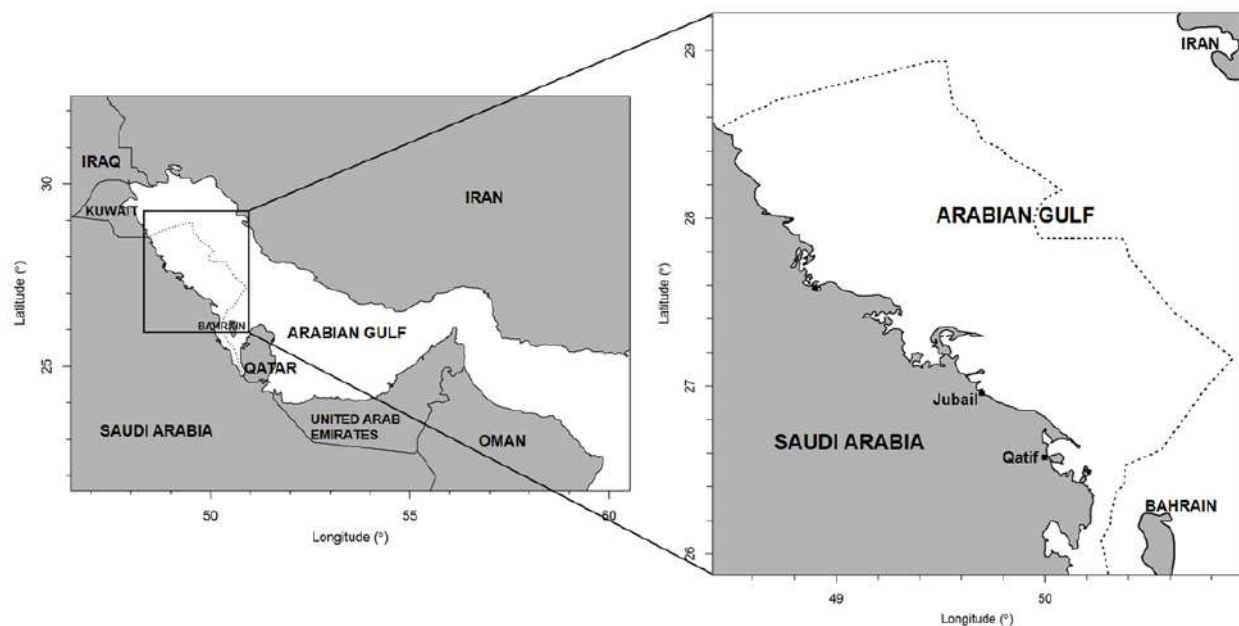 IRAQ
KUWAIT
IRAN
BAHRAIN
ARABIAN GULF
QATAR
SAUDI ARABIA
UNITED ARAB
EMIRATES
OMAN
30
25
Latitude (°)
50
55
60
Longitude (°)
IRAN
ARABIAN GULF
Jubail
SAUDI ARABIA
Qatif
BAHRAIN
29
28
27
26
Latitude (°)
49
50
Longitude (°)